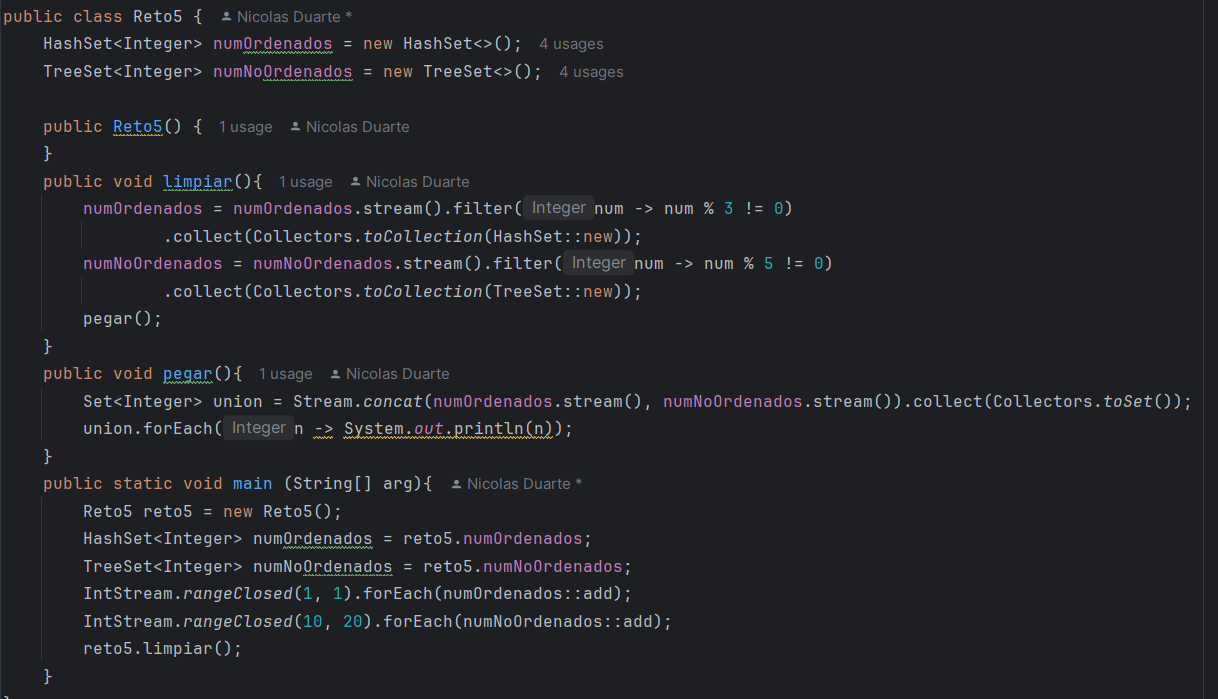 public class Reto5 { Nicolas Duarte *
HashSet<Integer> numOrdenados = new HashSet<>(); 4 usages
TreeSet<Integer> numNoOrdenados = new TreeSet<>(); 4 usages
public Reto5() { 1 usage Nicolas Duarte
}
public void limpiar(){ 1 usage Nicolas Duarte
numOrdenados = numOrdenados.stream().filter( Integer num -> num % 3 != 0)
.collect(Collectors.toCollection(HashSet::new));
numNoOrdenados = numNoOrdenados.stream().filter( Integer num -> num % 5 != 0)
.collect(Collectors.toCollection(TreeSet::new));
pegar();
}
public void pegar(){ 1 usage Nicolas Duarte
Set<Integer> union = Stream.concat(numOrdenados.stream(), numNoOrdenados.stream()).collect(Collectors.toSet());
union.forEach( Integer n -> System.out.println(n));
}
public static void main (String[] arg){ Nicolas Duarte *
Reto5 reto5 = new Reto5();
HashSet<Integer> numOrdenados = reto5.numOrdenados;
TreeSet<Integer> numNoOrdenados = reto5.numNoOrdenados;
IntStream.rangeClosed(1, 1).forEach(numOrdenados::add);
IntStream.rangeClosed(10, 20).forEach(numNoOrdenados::add);
reto5.limpiar();
}
}